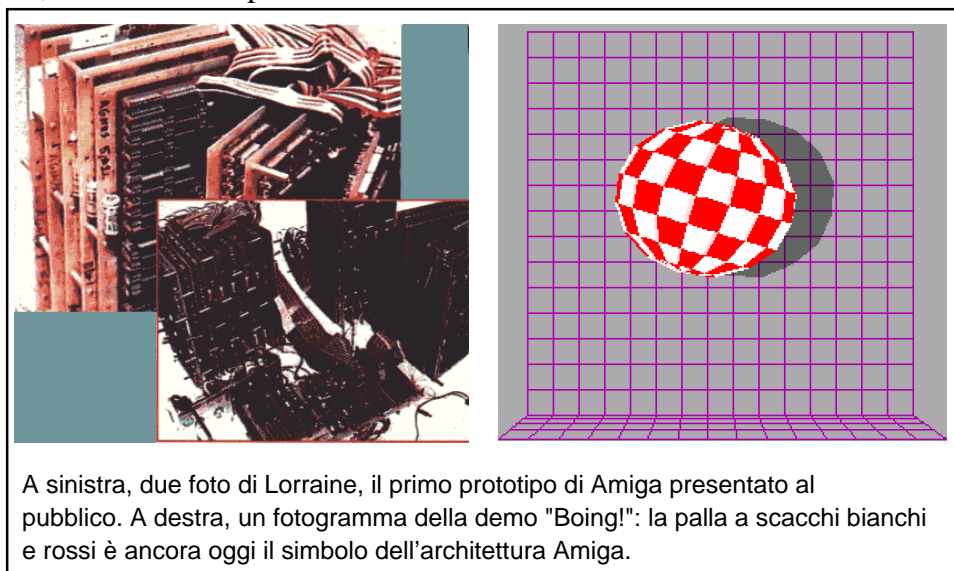 AGNUS
A sinistra, due foto di Lorraine, il primo prototipo di Amiga presentato al
pubblico. A destra, un fotogramma della demo "Boing!": la palla a scacchi bianchi
e rossi è ancora oggi il simbolo dell'architettura Amiga.